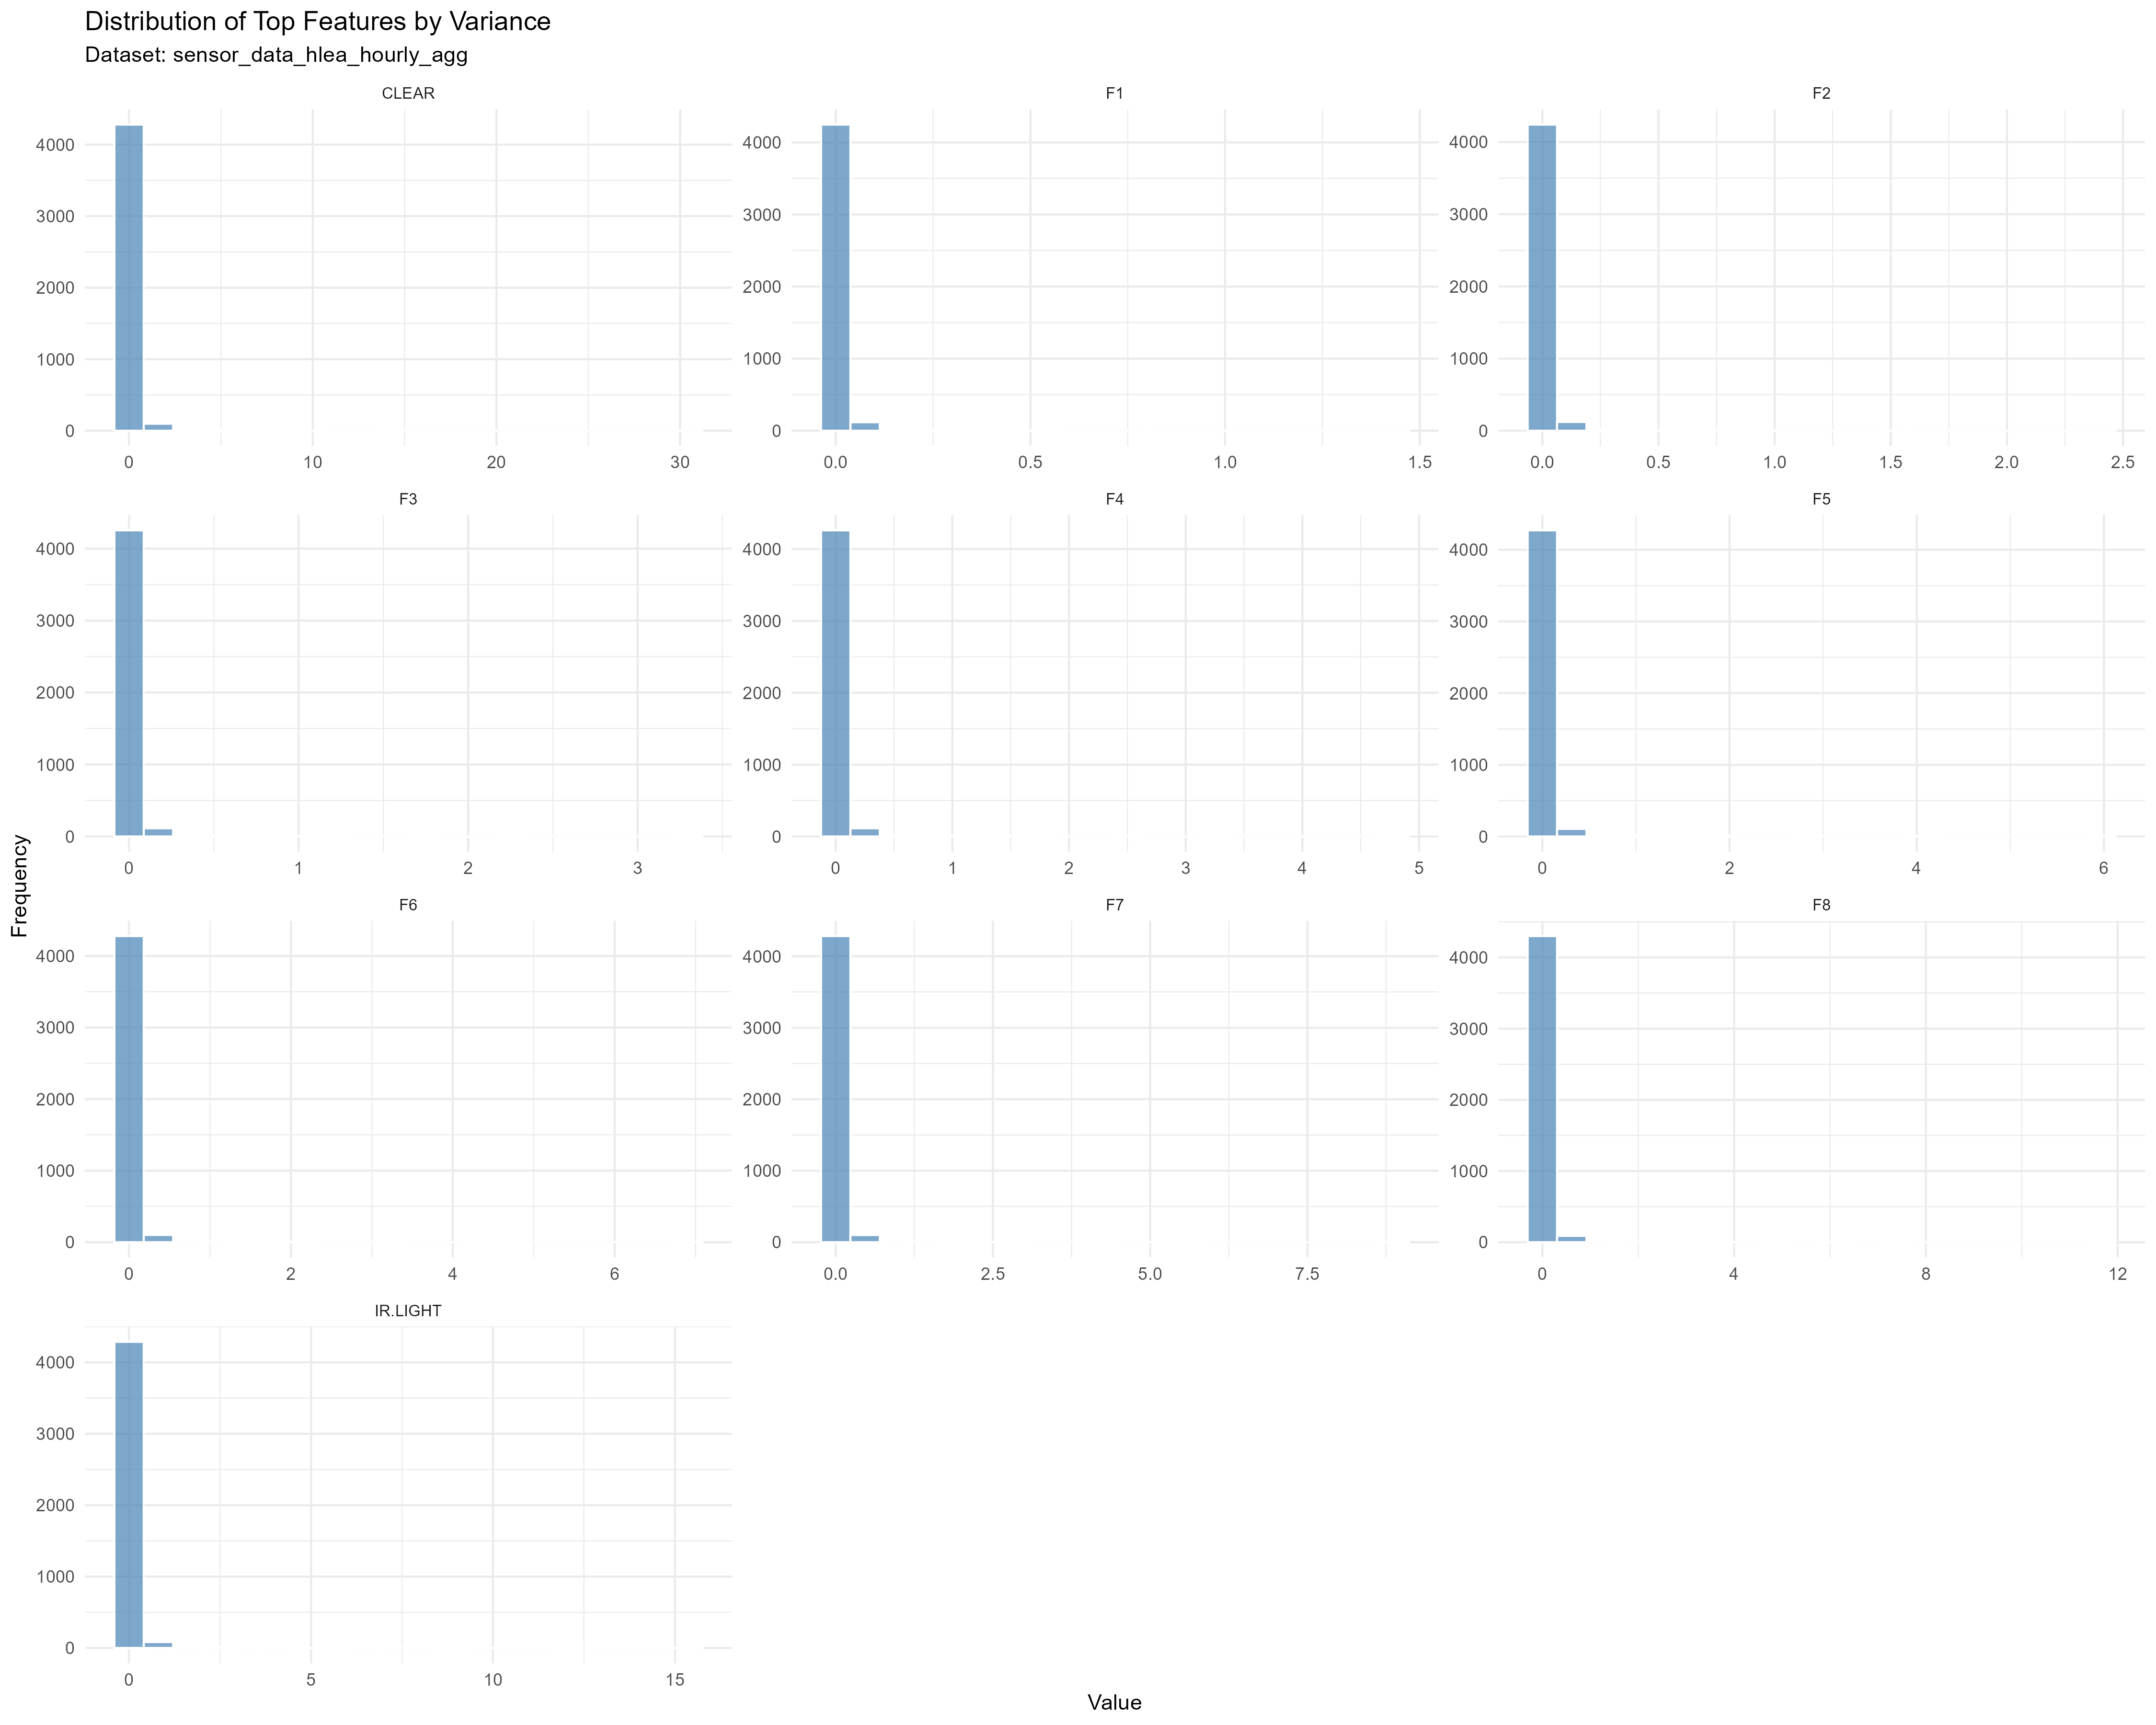 Distribution of Top Features by Variance
Dataset: sensor_data_hlea_hourly_agg
CLEAR
4000
3000
2000
1000
0
0 10 20 30
F1
4000
3000
2000
1000
0
0.0 0.5 1.0 1.5
F2
4000
3000
2000
1000
0
0.0 0.5 1.0 1.5 2.0 2.5
F3
4000
3000
2000
1000
0
0 1 2 3
F4
4000
3000
2000
1000
0
0 1 2 3 4 5
F5
4000
3000
2000
1000
0
0 2 4 6
F6
4000
3000
2000
1000
0
0 2 4 6
F7
4000
3000
2000
1000
0
0.0 2.5 5.0 7.5
F8
4000
3000
2000
1000
0
0 4 8 12
IR.LIGHT
4000
3000
2000
1000
0
0 5 10 15
Frequency
Value